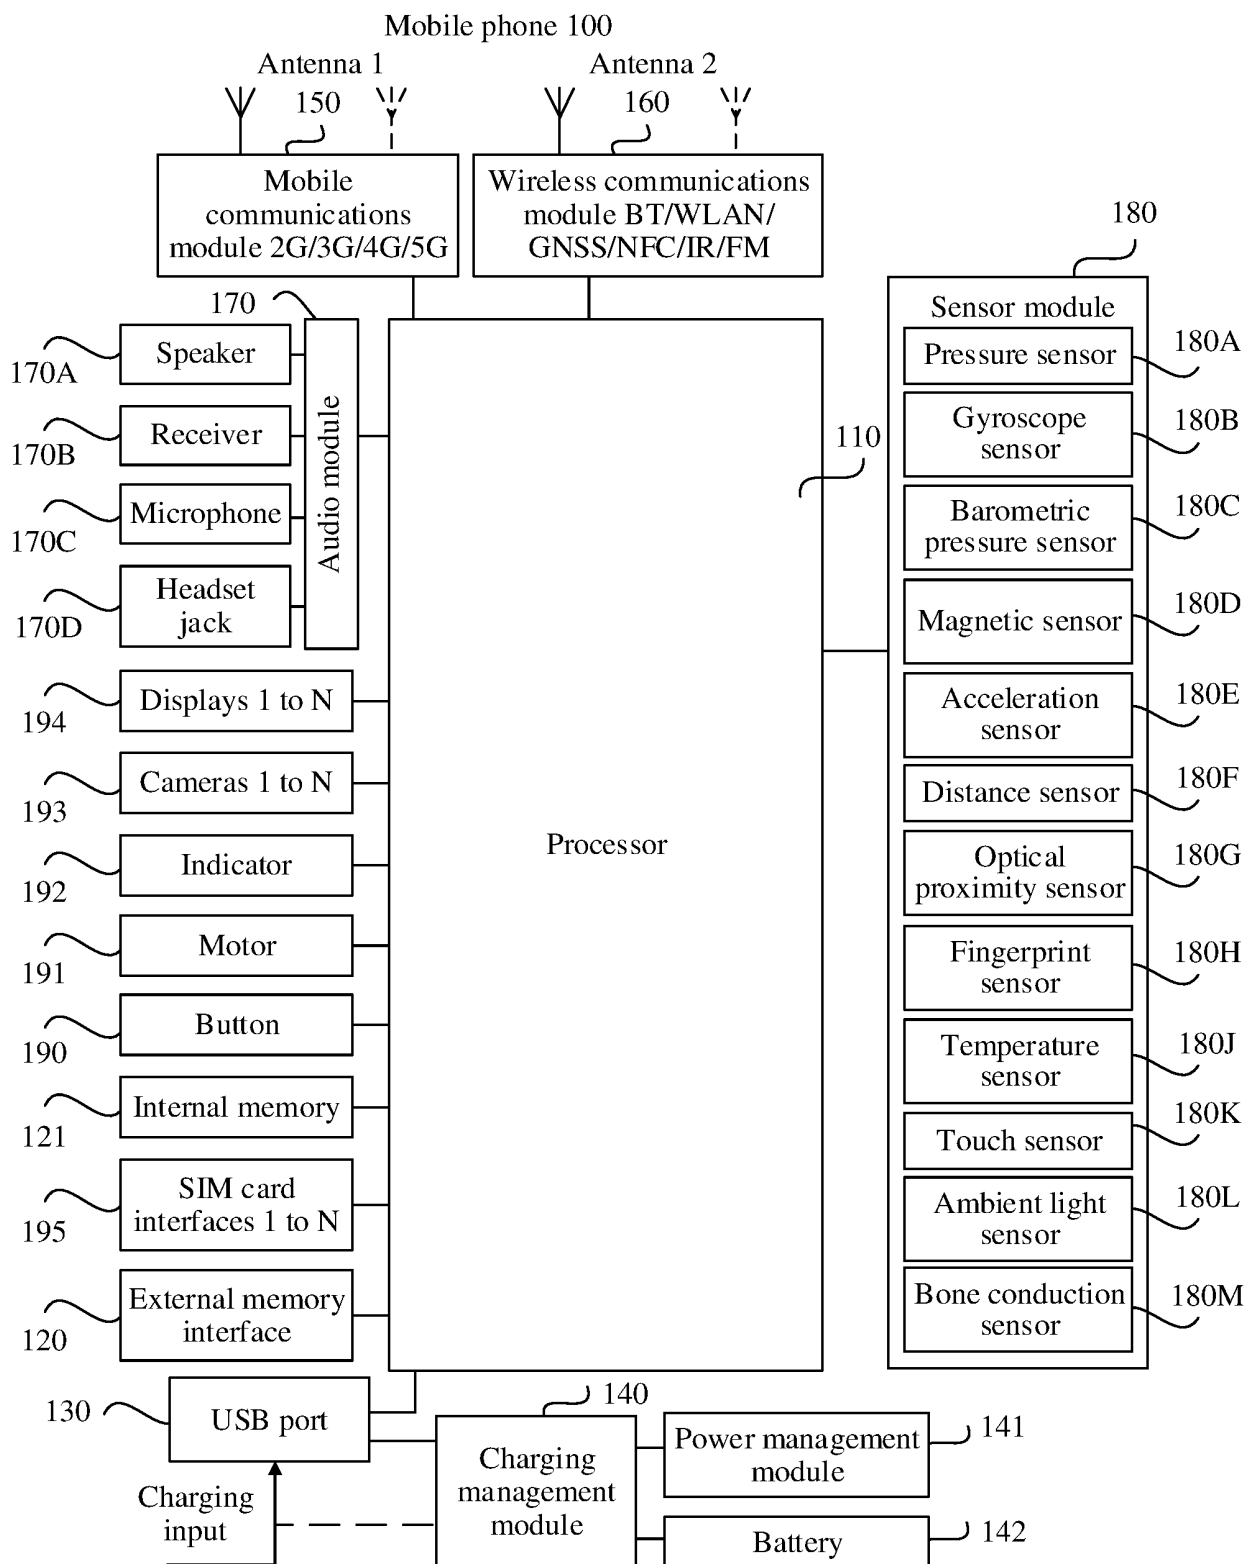 Mobile phone 100
Antenna 1
Antenna 2
150
160
Mobile
communications
module 2G/3G/4G/5G
Wireless communications
module BT/WLAN/
GNSS/NFC/IR/FM
180
170
Sensor module
Speaker
170A
Receiver
170B
Microphone
170C
Headset
jack
170D
Audio module
110
Processor
Pressure sensor
180A
Gyroscope
sensor
180B
Barometric
pressure sensor
180C
Magnetic sensor
180D
Acceleration
sensor
180E
Distance sensor
180F
Optical
proximity sensor
180G
Fingerprint
sensor
180H
Temperature
sensor
180J
Touch sensor
180K
Ambient light
sensor
180L
Bone conduction
sensor
180M
Displays 1 to N
194
Cameras 1 to N
193
Indicator
192
Motor
191
Button
190
Internal memory
121
SIM card
interfaces 1 to N
195
External memory
interface
120
130
USB port
140
Charging
management
module
Power management
module
141
Charging
input
Battery
142